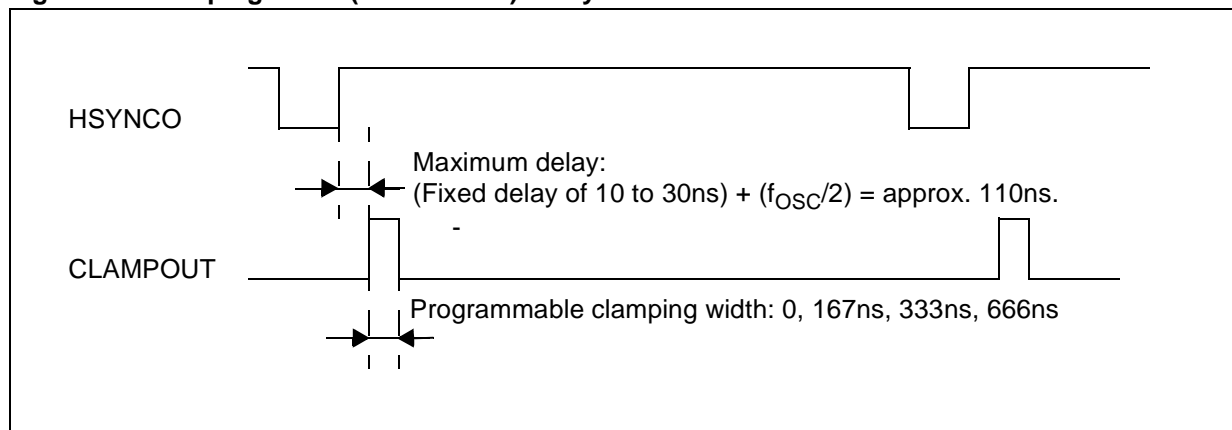 HSYNCO
Maximum delay:
(Fixed delay of 10 to 30ns) + (fOSC/2) = approx. 110ns.
-
CLAMPOUT
Programmable clamping width: 0, 167ns, 333ns, 666ns